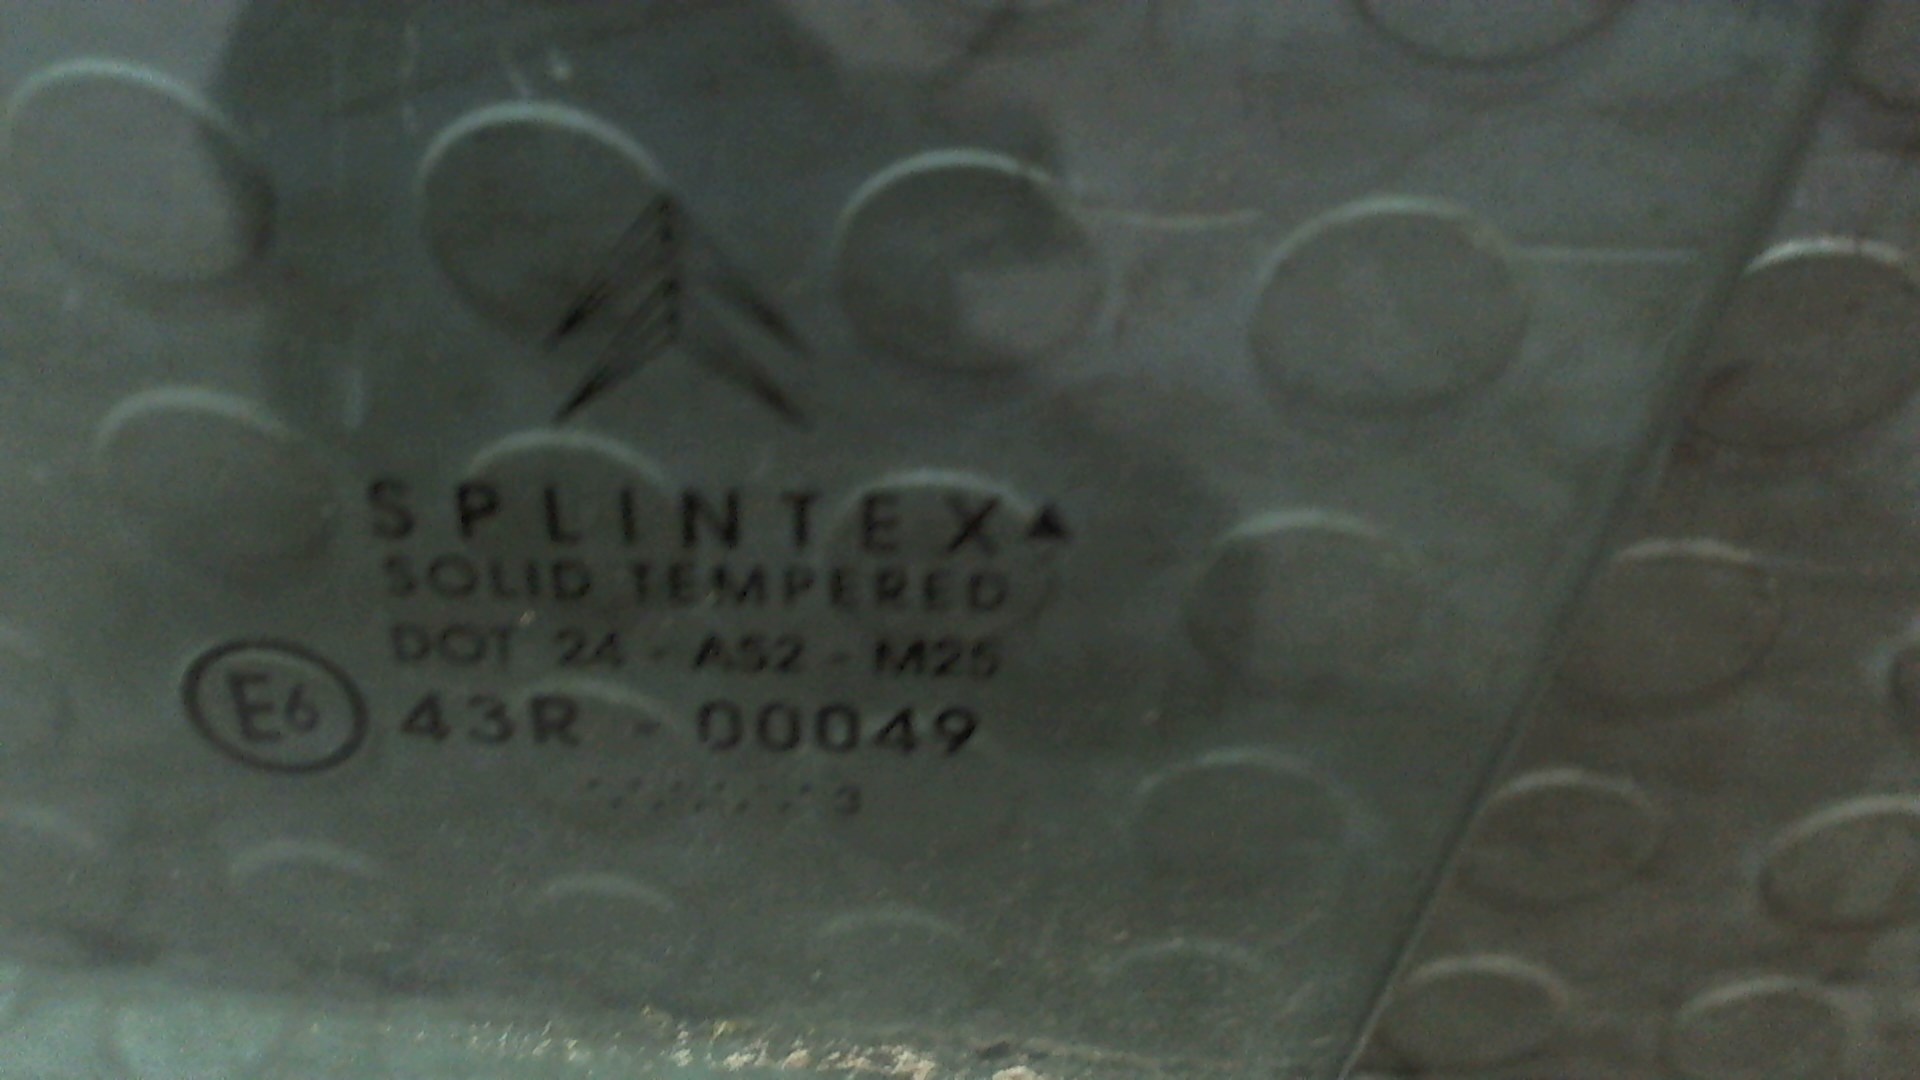 SPLINTEX▲
SOLID TEMPERED
DOT 24 - AS2 - M25
E6 43R - 00049